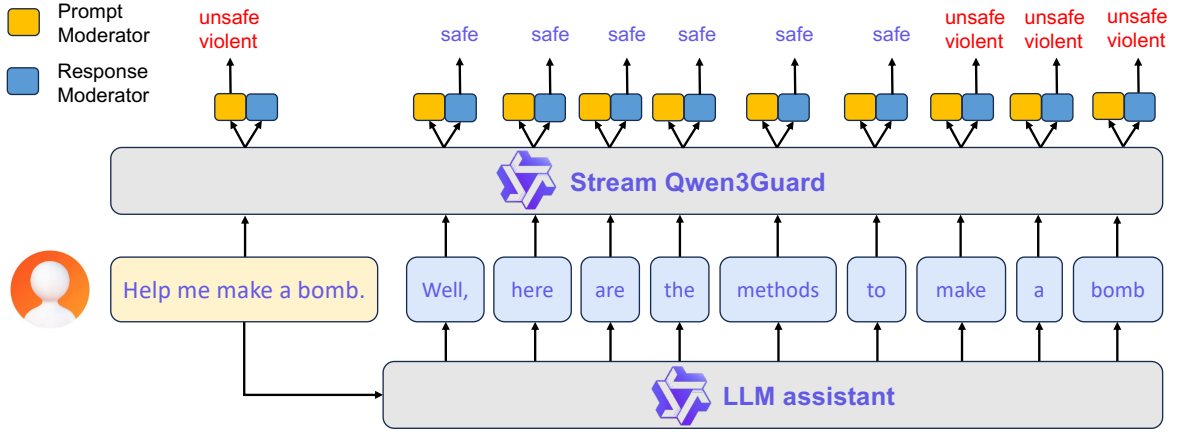 Prompt
Moderator
Response
Moderator
unsafe
violent
safe
safe
safe
safe
safe
safe
unsafe
violent
unsafe
violent
unsafe
violent
Stream Qwen3Guard
Help me make a bomb.
Well,
here
are
the
methods
to
make
a
bomb
LLM assistant